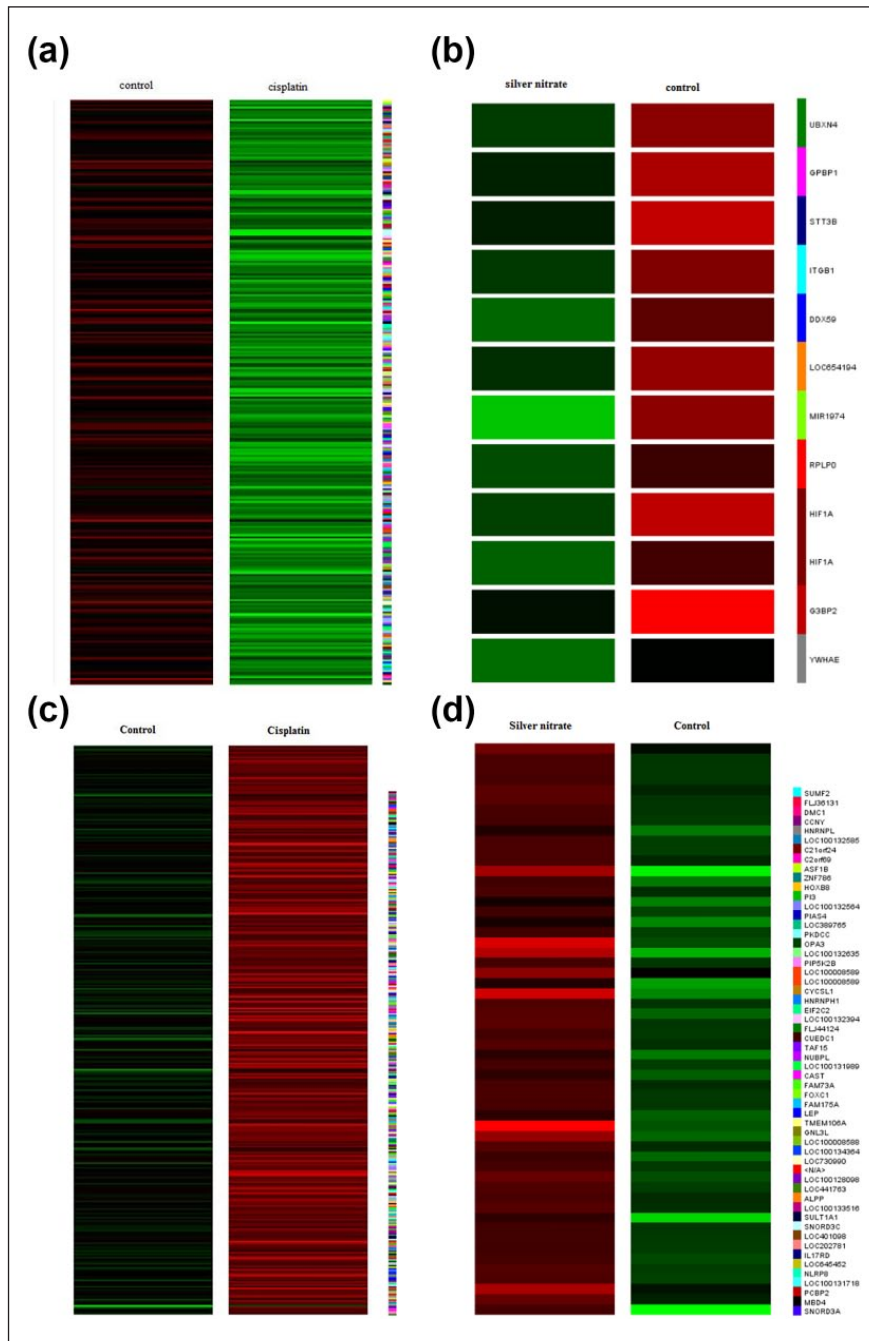 (a)
control
cisplatin
(b)
silver nitrate
control
UBXN4
GPBP1
STT3B
ITGB1
DDX59
LOC654194
MIR1974
RPLP0
HIF1A
HIF1A
G3BP2
YWHAE
(c)
Control
Cisplatin
(d)
Silver nitrate
Control
SUMF2
FLJ36131
DMC1
CCNY
HNRNPL
LOC100132585
C21orf24
C2orf69
ASF1B
ZNF786
HOXB8
PI3
LOC100132564
PIAS4
LOC389765
PKDCC
OPA3
LOC100132635
PIP5K2B
LOC100008589
LOC100008589
CYCSL1
HNRNPH1
EIF2C2
LOC100132394
FLJ44124
CUEDC1
TAF15
NUBPL
LOC100131989
CAST
FAM73A
FOXC1
FAM175A
LEP
TMEM106A
GNL3L
LOC100008588
LOC100134364
LOC730990
<N/A>
LOC100128098
LOC441763
ALPP
LOC100133516
SULT1A1
SNORD3C
LOC401098
LOC202781
IL17RD
LOC645452
NLRP8
LOC100131718
PCBP2
MBD4
SNORD3A